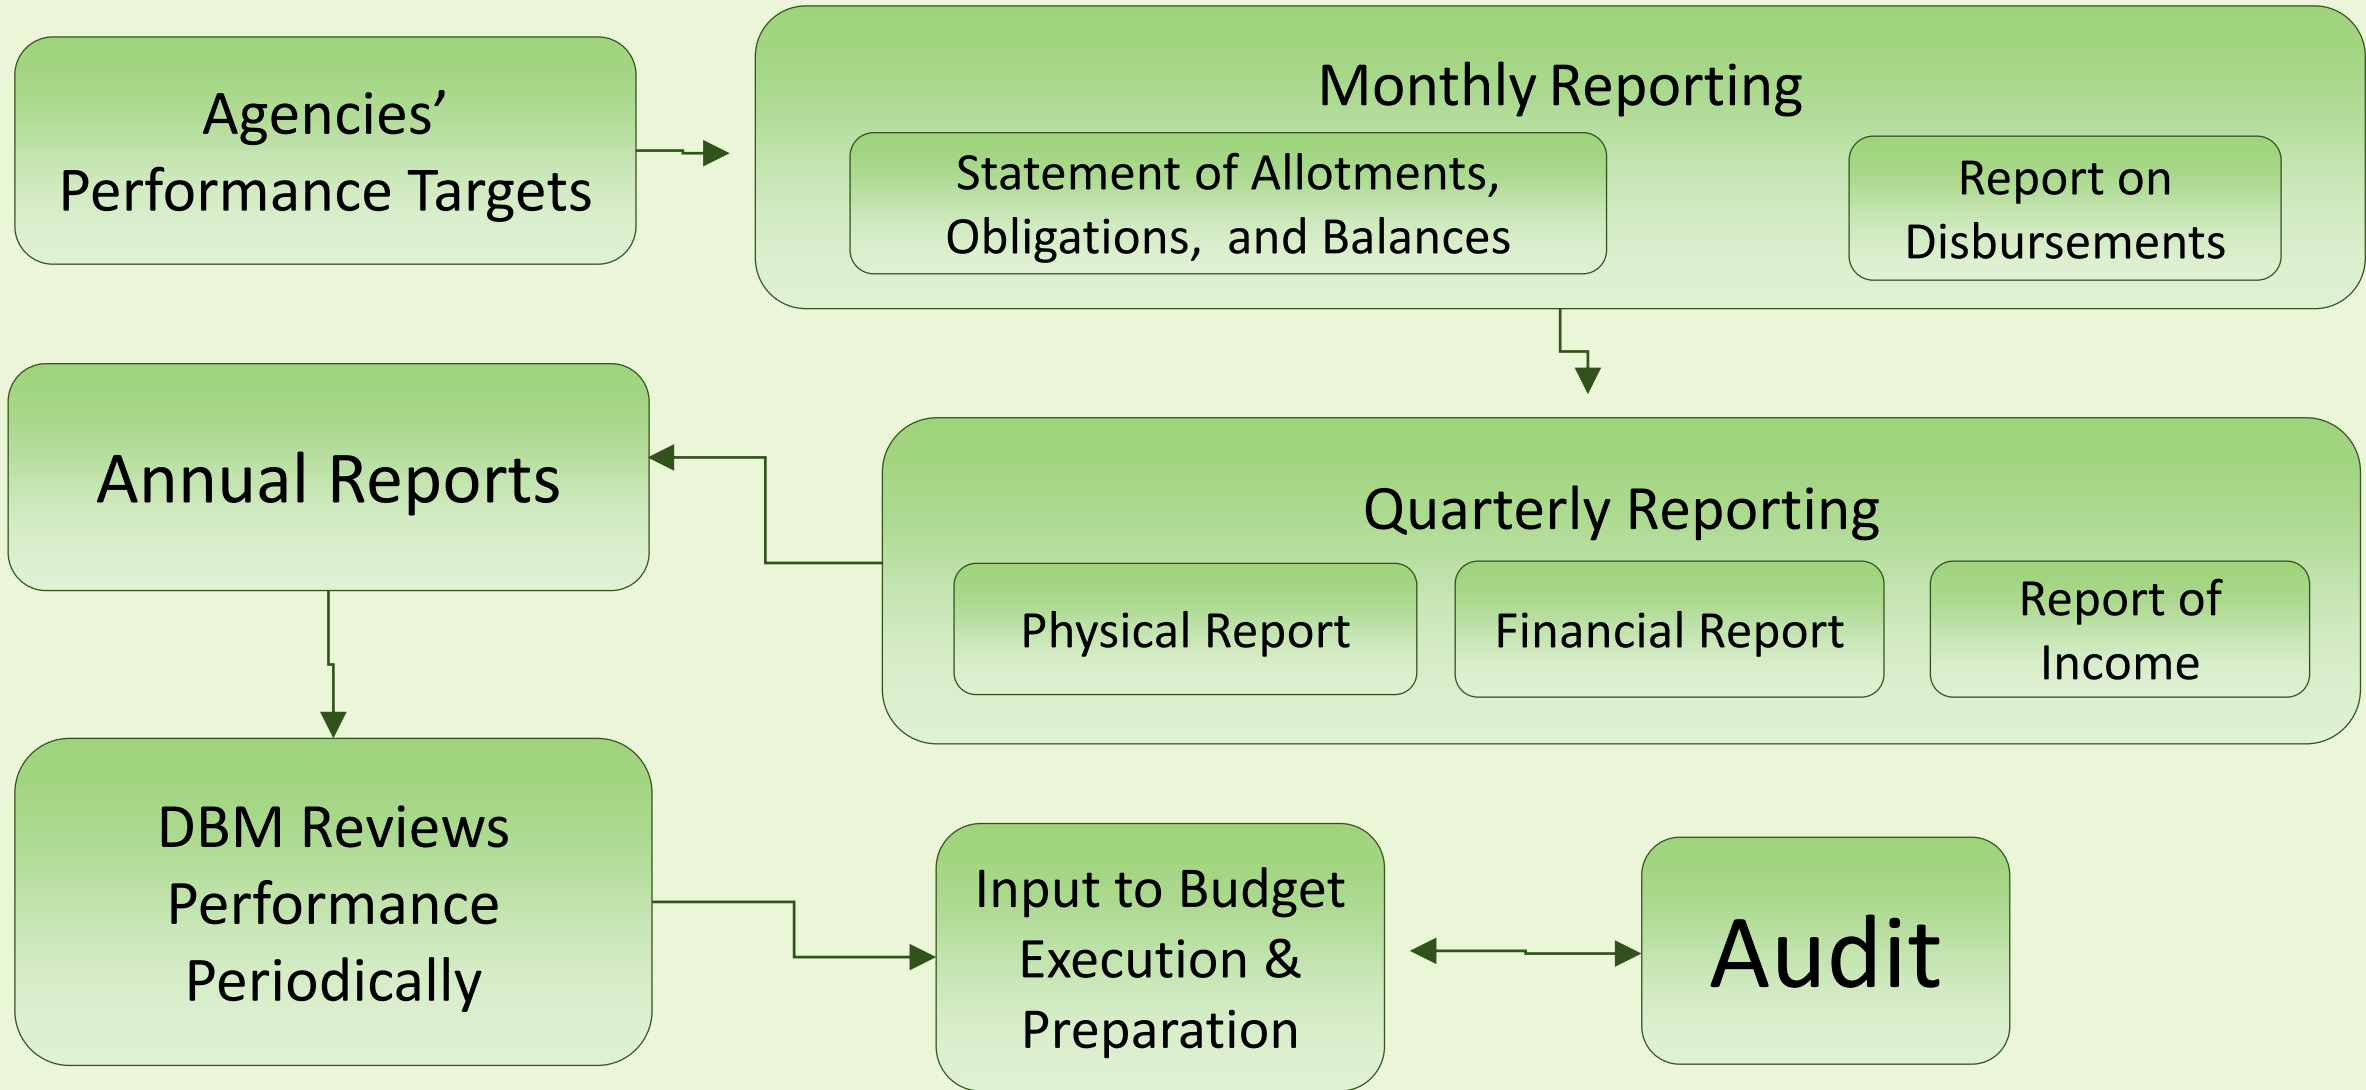 Agencies’
Performance Targets
Monthly Reporting
Statement of Allotments,
Obligations,  and Balances
Report on
Disbursements
Quarterly Reporting
Physical Report
Financial Report
Report of
Income
Annual Reports
DBM Reviews
Performance
Periodically
Input to Budget
Execution &
Preparation
Audit